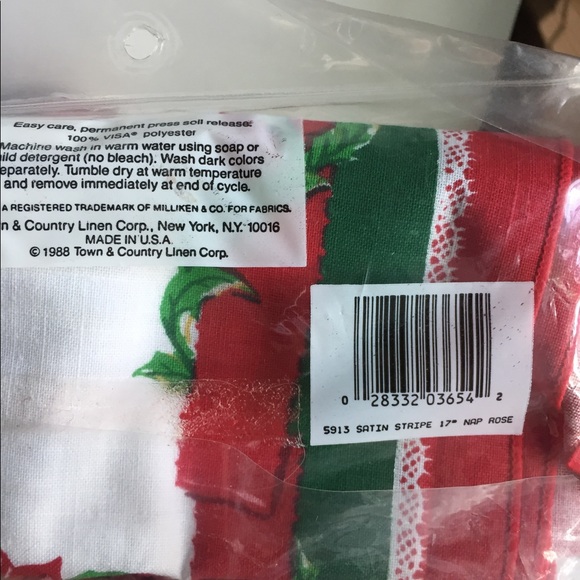 Easy care, permanent press soil release.
100% VISA® polyester
Machine wash in warm water using soap or
mild detergent (no bleach). Wash dark colors
separately. Tumble dry at warm temperature
and remove immediately at end of cycle.
A REGISTERED TRADEMARK OF MILLIKEN & CO. FOR FABRICS.
n & Country Linen Corp., New York, N.Y. 10016
MADE IN U.S.A.
© 1988 Town & Country Linen Corp.
0 28332 03654 2
5913 SATIN STRIPE 17" NAP ROSE